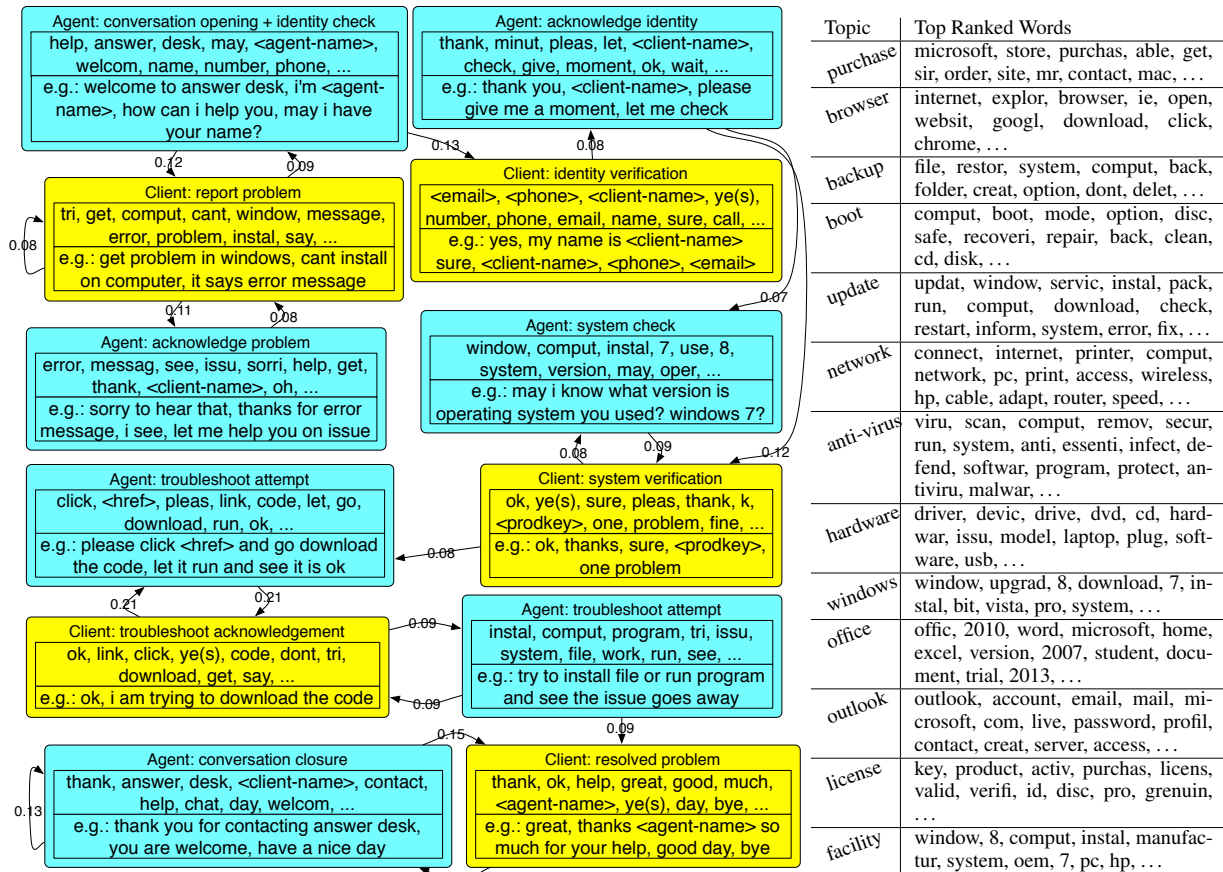 Agent: conversation opening + identity check
help, answer, desk, may, <agent-name>,
welcom, name, number, phone, ...
e.g.: welcome to answer desk, i'm <agent-
name>, how can i help you, may i have
your name?
Agent: acknowledge identity
thank, minut, pleas, let, <client-name>,
check, give, moment, ok, wait, ...
e.g.: thank you, <client-name>, please
give me a moment, let me check
0.12
0.09
0.13
0.08
Client: report problem
tri, get, comput, cant, window, message,
error, problem, instal, say, ...
e.g.: get problem in windows, cant install
on computer, it says error message
0.08
Client: identity verification
<email>, <phone>, <client-name>, ye(s),
number, phone, email, name, sure, call, ...
e.g.: yes, my name is <client-name>
sure, <client-name>, <phone>, <email>
0.11
0.08
0.07
Agent: acknowledge problem
error, messag, see, issu, sorri, help, get,
thank, <client-name>, oh, ...
e.g.: sorry to hear that, thanks for error
message, i see, let me help you on issue
Agent: system check
window, comput, instal, 7, use, 8,
system, version, may, oper, ...
e.g.: may i know what version is
operating system you used? windows 7?
0.08
0.09
0.12
Agent: troubleshoot attempt
click, <href>, pleas, link, code, let, go,
download, run, ok, ...
e.g.: please click <href> and go download
the code, let it run and see it is ok
Client: system verification
ok, ye(s), sure, pleas, thank, k,
<prodkey>, one, problem, fine, ...
e.g.: ok, thanks, sure, <prodkey>,
one problem
0.08
0.21
0.21
Client: troubleshoot acknowledgement
ok, link, click, ye(s), code, dont, tri,
download, get, say, ...
e.g.: ok, i am trying to download the code
0.09
0.09
Agent: troubleshoot attempt
instal, comput, program, tri, issu,
system, file, work, run, see, ...
e.g.: try to install file or run program
and see the issue goes away
0.09
0.15
Agent: conversation closure
thank, answer, desk, <client-name>, contact,
help, chat, day, welcom, ...
e.g.: thank you for contacting answer desk,
you are welcome, have a nice day
0.13
Client: resolved problem
thank, ok, help, great, good, much,
<agent-name>, ye(s), day, bye, ...
e.g.: great, thanks <agent-name> so
much for your help, good day, bye
Topic Top Ranked Words
purchase
microsoft, store, purchas, able, get,
sir, order, site, mr, contact, mac, ...
browser
internet, explor, browser, ie, open,
websit, googl, download, click,
chrome, ...
backup
file, restor, system, comput, back,
folder, creat, option, dont, delet, ...
boot
comput, boot, mode, option, disc,
safe, recoveri, repair, back, clean,
cd, disk, ...
update
updat, window, servic, instal, pack,
run, comput, download, check,
restart, inform, system, error, fix, ...
network
connect, internet, printer, comput,
network, pc, print, access, wireless,
hp, cable, adapt, router, speed, ...
anti-virus
viru, scan, comput, remov, secur,
run, system, anti, essenti, infect, de-
fend, softwar, program, protect, an-
tiviru, malwar, ...
hardware
driver, devic, drive, dvd, cd, hard-
war, issu, model, laptop, plug, soft-
ware, usb, ...
windows
window, upgrad, 8, download, 7, in-
stal, bit, vista, pro, system, ...
office
offic, 2010, word, microsoft, home,
excel, version, 2007, student, docu-
ment, trial, 2013, ...
outlook
outlook, account, email, mail, mi-
crosoft, com, live, password, profil,
contact, creat, server, access, ...
license
key, product, activ, purchas, licens,
valid, verifi, id, disc, pro, grenuin,
...
facility
window, 8, comput, instal, manufac-
tur, system, oem, 7, pc, hp, ...